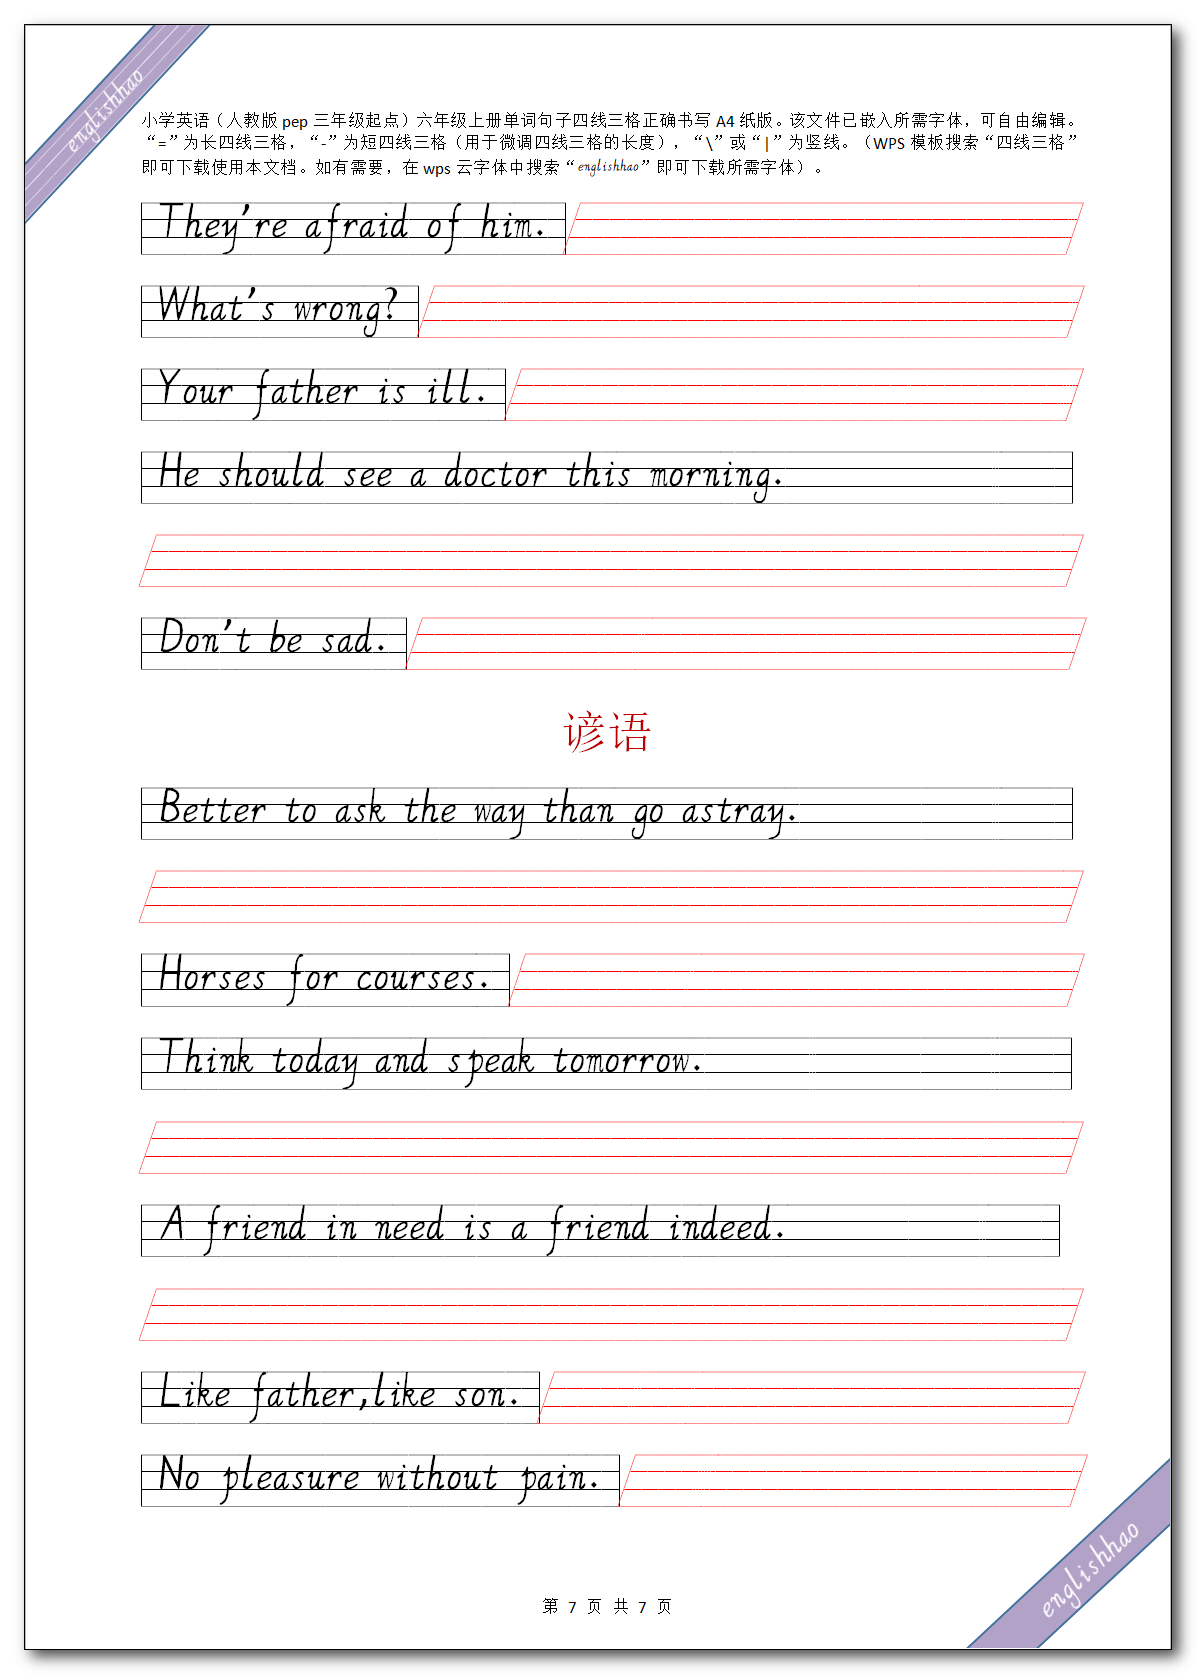 englishhao
小学英语（人教版 pep 三年级起点）六年级上册单词句子四线三格正确书写 A4 纸版。该文件已嵌入所需字体，可自由编辑。
“=”为长四线三格，“-”为短四线三格（用于微调四线三格的长度），“\”或“|”为竖线。（WPS 模板搜索“四线三格”
即可下载使用本文档。如有需要，在 wps 云字体中搜索“englishhao”即可下载所需字体）。
They're afraid of him.
What's wrong?
Your father is ill.
He should see a doctor this morning.
Don't be sad.
谚语
Better to ask the way than go astray.
Horses for courses.
Think today and speak tomorrow.
A friend in need is a friend indeed.
Like father,like son.
No pleasure without pain.
englishhao
第 7 页 共 7 页